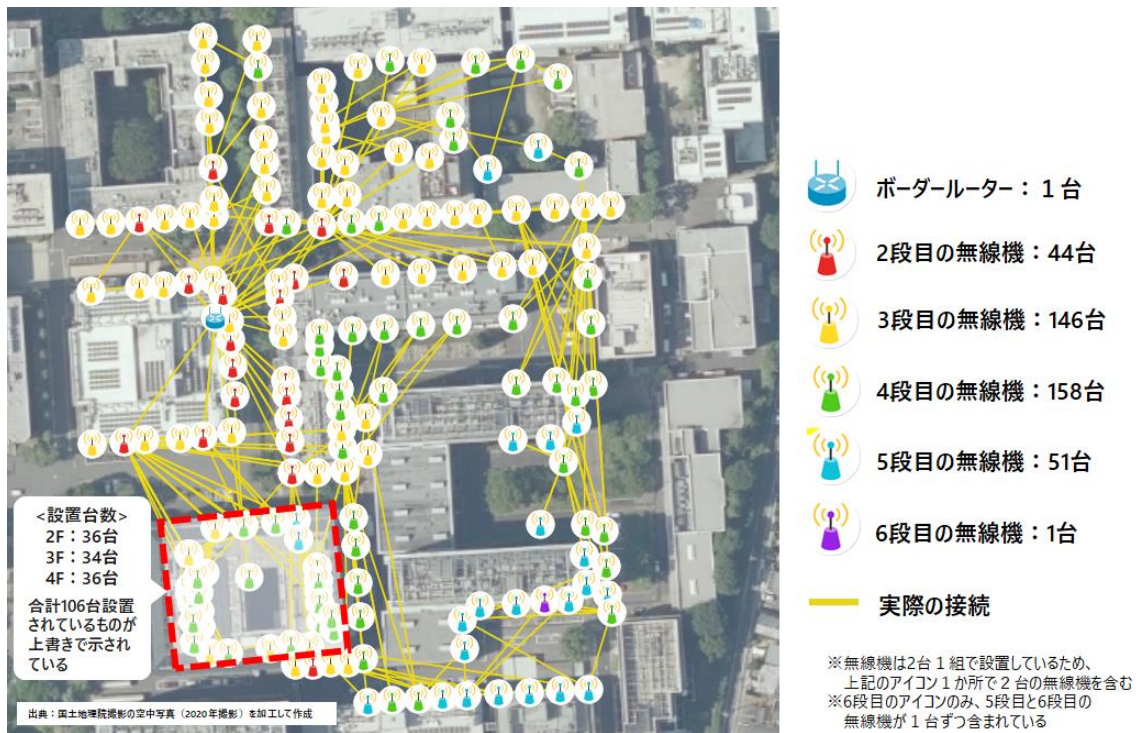 ボーダールーター：１台
2段目の無線機：44台
3段目の無線機：146台
4段目の無線機：158台
5段目の無線機：51台
6段目の無線機：1台
実際の接続
＜設置台数＞
2F：36台
3F：34台
4F：36台
合計106台設置
されているものが
上書きで示され
ている
出典：国土地理院撮影の空中写真（2020年撮影）を加工して作成
※無線機は2台１組で設置しているため、
上記のアイコン１か所で２台の無線機を含む
※6段目のアイコンのみ、5段目と6段目の
無線機が１台ずつ含まれている